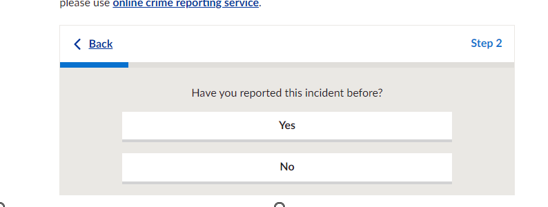 please use online crime reporting service.
Back
Step 2
Have you reported this incident before?
Yes
No